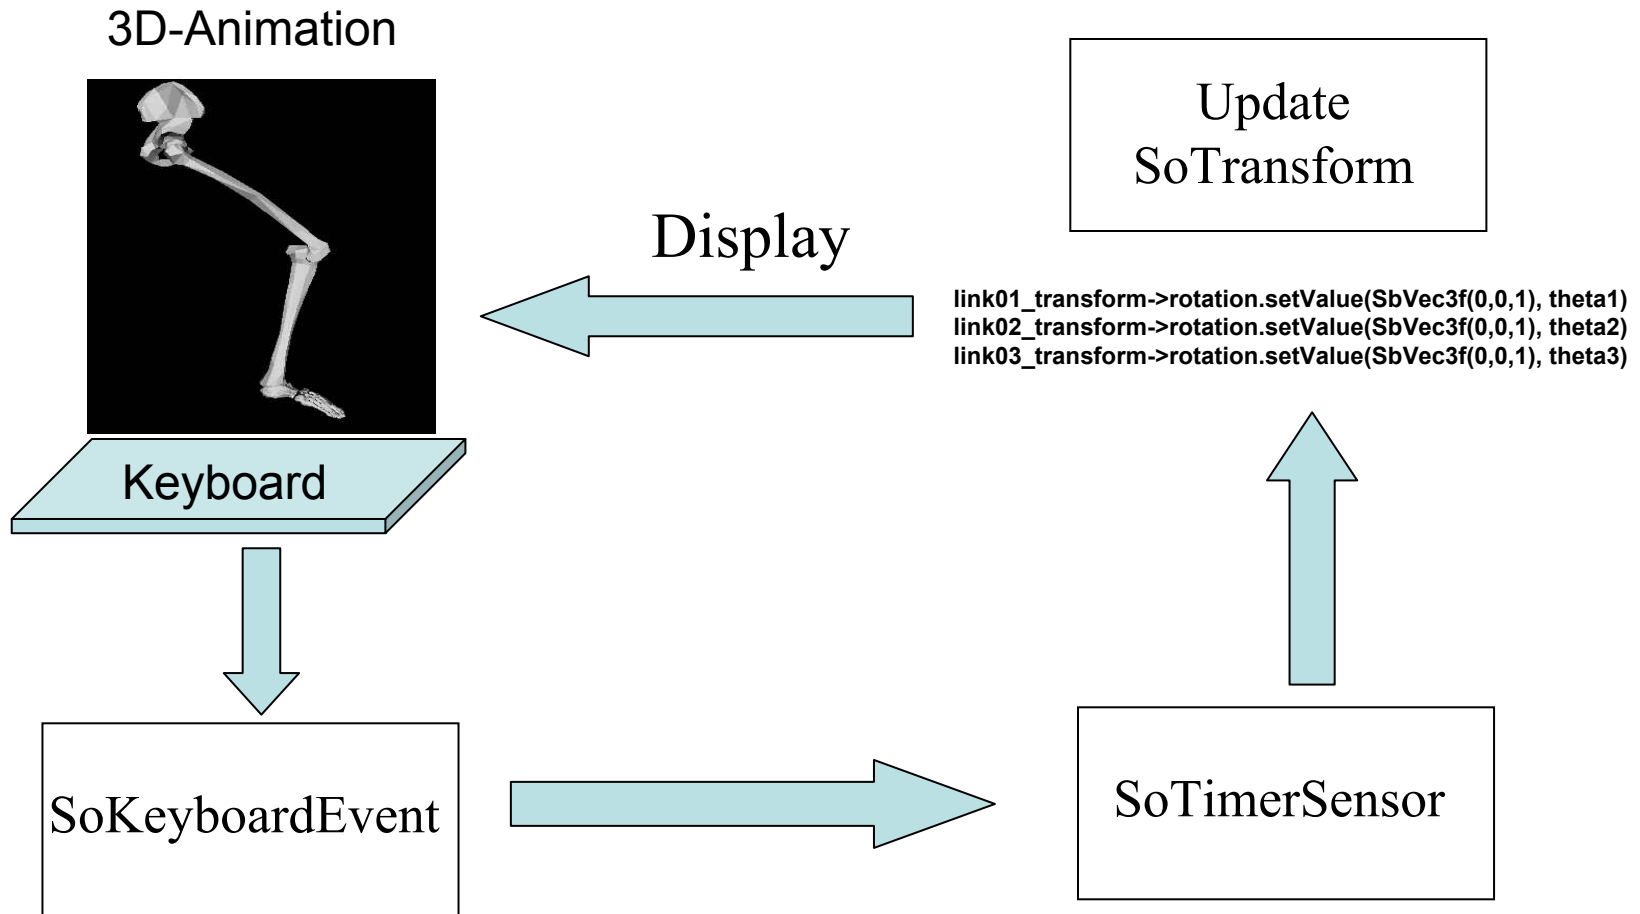 3D-Animation
Update
SoTransform
Display
link01_transform->rotation.setValue(SbVec3f(0,0,1), theta1)
link02_transform->rotation.setValue(SbVec3f(0,0,1), theta2)
link03_transform->rotation.setValue(SbVec3f(0,0,1), theta3)
Keyboard
SoKeyboardEvent
SoTimerSensor